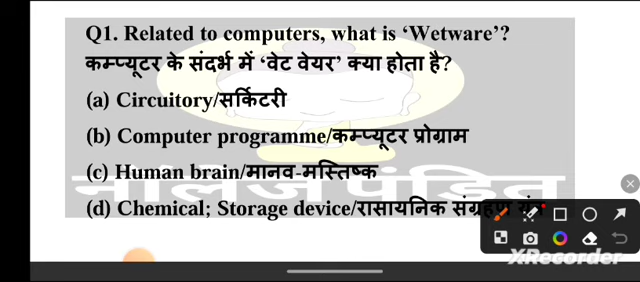 Q1. Related to computers, what is ‘Wetware’?
कम्प्यूटर के संदर्भ में ‘वेट वेयर’ क्या होता है?
(a) Circuitory/सर्किटरी
(b) Computer programme/कम्प्यूटर प्रोग्राम
(c) Human brain/मानव-मस्तिष्क
नॉलेज पंडित
(d) Chemical; Storage device/रासायनिक संग्रहण
XRecorder